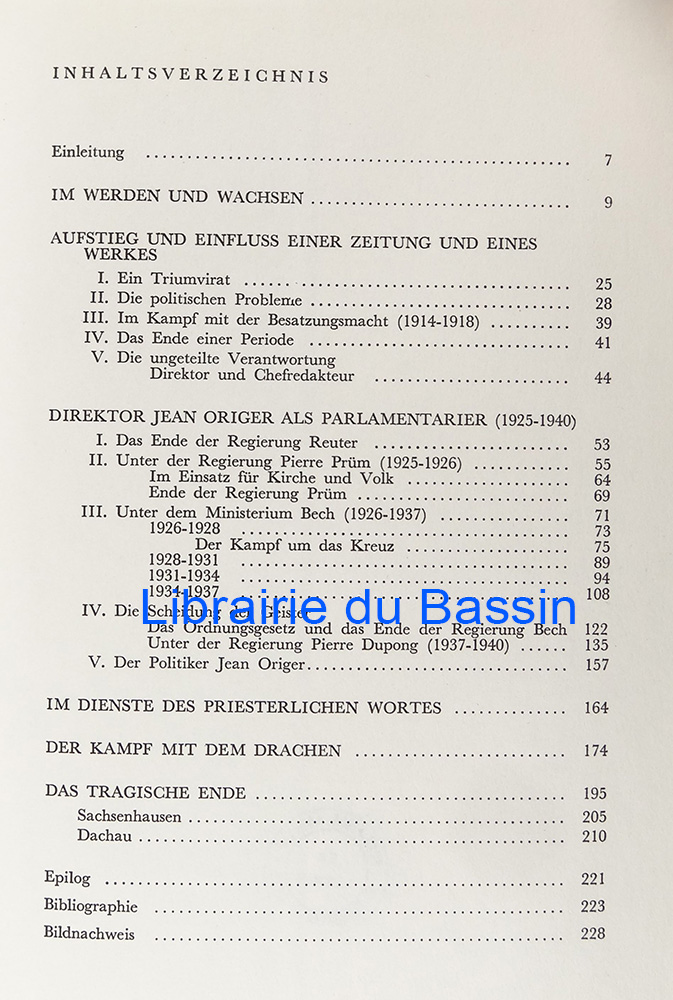 INHALTSVERZEICHNIS
Einleitung .................................................. 7
IM WERDEN UND WACHSEN ............................... 9
AUFSTIEG UND EINFLUSS EINER ZEITUNG UND EINES
WERKES
I. Ein Triumvirat ........................................ 25
II. Die politischen Probleme ................................ 28
III. Im Kampf mit der Besatzungsmacht (1914-1918) .......... 39
IV. Das Ende einer Periode ................................ 41
V. Die ungeteilte Verantwortung
Direktor und Chefredakteur ........................ 44
DIREKTOR JEAN ORIGER ALS PARLAMENTARIER (1925-1940)
I. Das Ende der Regierung Reuter ........................ 53
II. Unter der Regierung Pierre Prüm (1925-1926) ............ 55
Im Einsatz für Kirche und Volk .................... 64
Ende der Regierung Prüm .......................... 69
III. Unter dem Ministerium Bech (1926-1937) ................ 71
1926-1928 ........................................ 73
Der Kampf um das Kreuz ...................... 75
1928-1931 ........................................ 89
1931-1934 ........................................ 94
1934-1937 ........................................ 108
IV. Die Scheidung der Geister
Librairie du Bassin
Das Ordnungsgesetz und das Ende der Regierung Bech 122
Unter der Regierung Pierre Dupong (1937-1940) ...... 135
V. Der Politiker Jean Origer ................................ 157
IM DIENSTE DES PRIESTERLICHEN WORTES .............. 164
DER KAMPF MIT DEM DRACHEN .......................... 174
DAS TRAGISCHE ENDE ...................................... 195
Sachsenhausen .............................................. 205
Dachau .................................................... 210
Epilog ........................................................ 221
Bibliographie .................................................. 223
Bildnachweis .................................................. 228